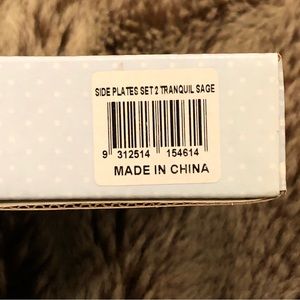 SIDE PLATES SET 2 TRANQUIL SAGE
9 312514 154614
MADE IN CHINA